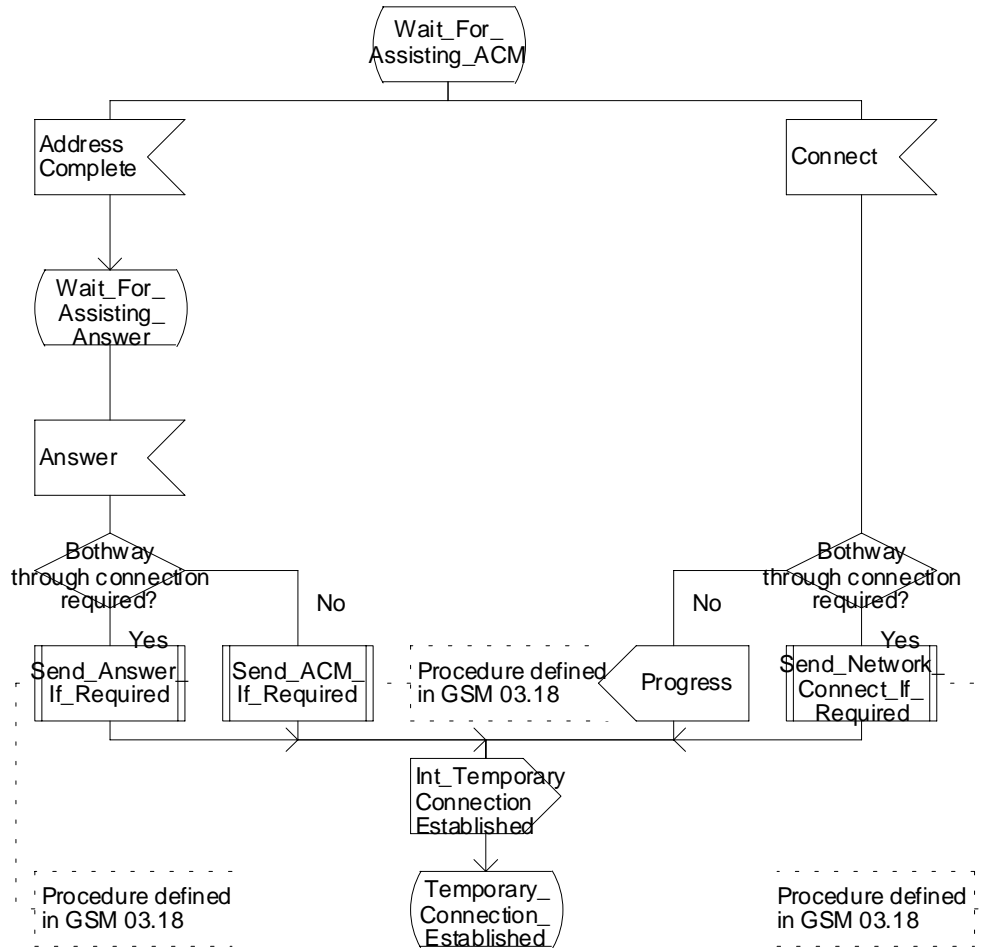 Wait_For_
Assisting_ACM
Address
Complete
Connect
Wait_For_
Assisting_
Answer
Answer
Bothway
through connection
required?
Bothway
through connection
required?
No
No
Yes
Yes
Send_Answer_
If_Required
Send_ACM_
If_Required
Procedure defined
in GSM 03.18
Progress
Send_Network_
Connect_If_
Required
Int_Temporary
Connection
Established
Procedure defined
in GSM 03.18
Temporary_
Connection_
Established
Procedure defined
in GSM 03.18